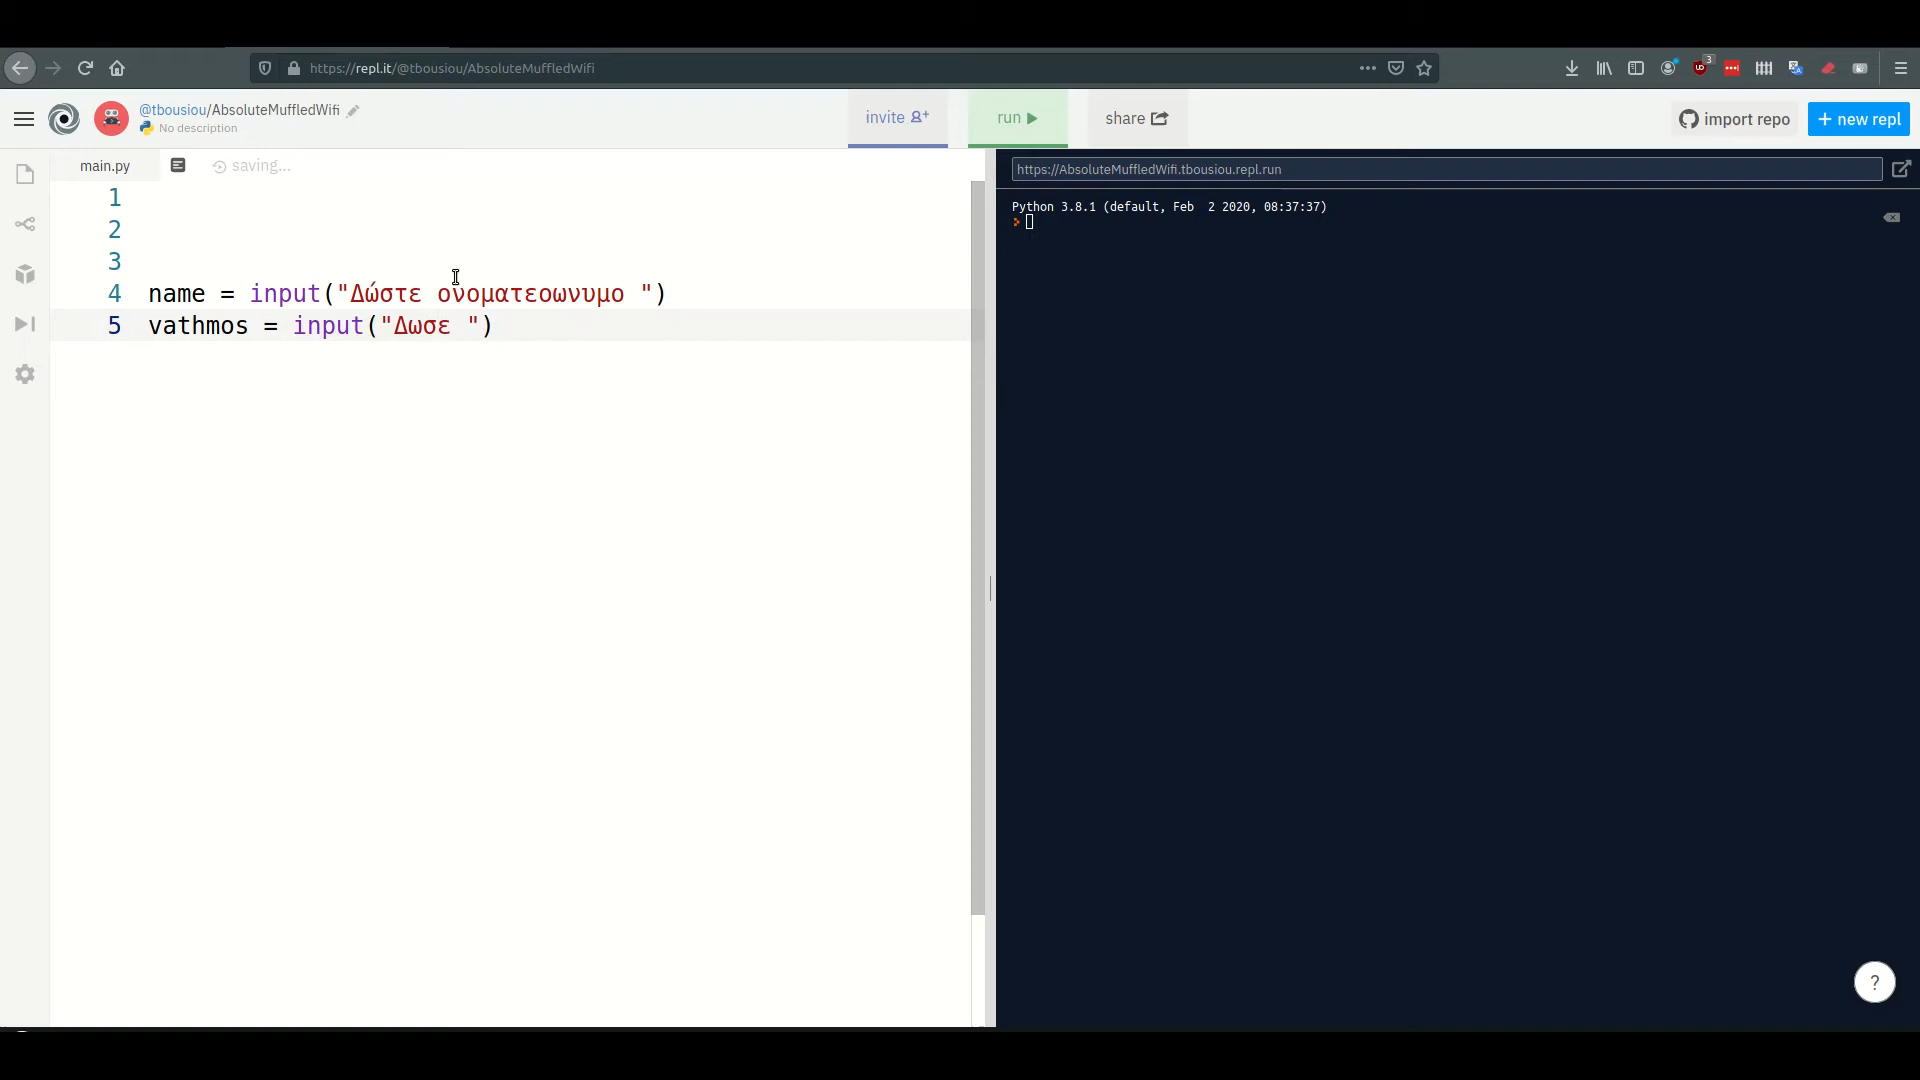 https://repl.it/@tbousiou/AbsoluteMuffledWifi
3
@tbousiou/AbsoluteMuffledWifi
No description
invite
run
share
import repo
+ new repl
main.py
saving...
https://AbsoluteMuffledWifi.tbousiou.repl.run
Python 3.8.1 (default, Feb  2 2020, 08:37:37)
1
2
3
4 name = input("Δώστε ονοματεοωνυμο ")
5 vathmos = input("Δωσε ")
?